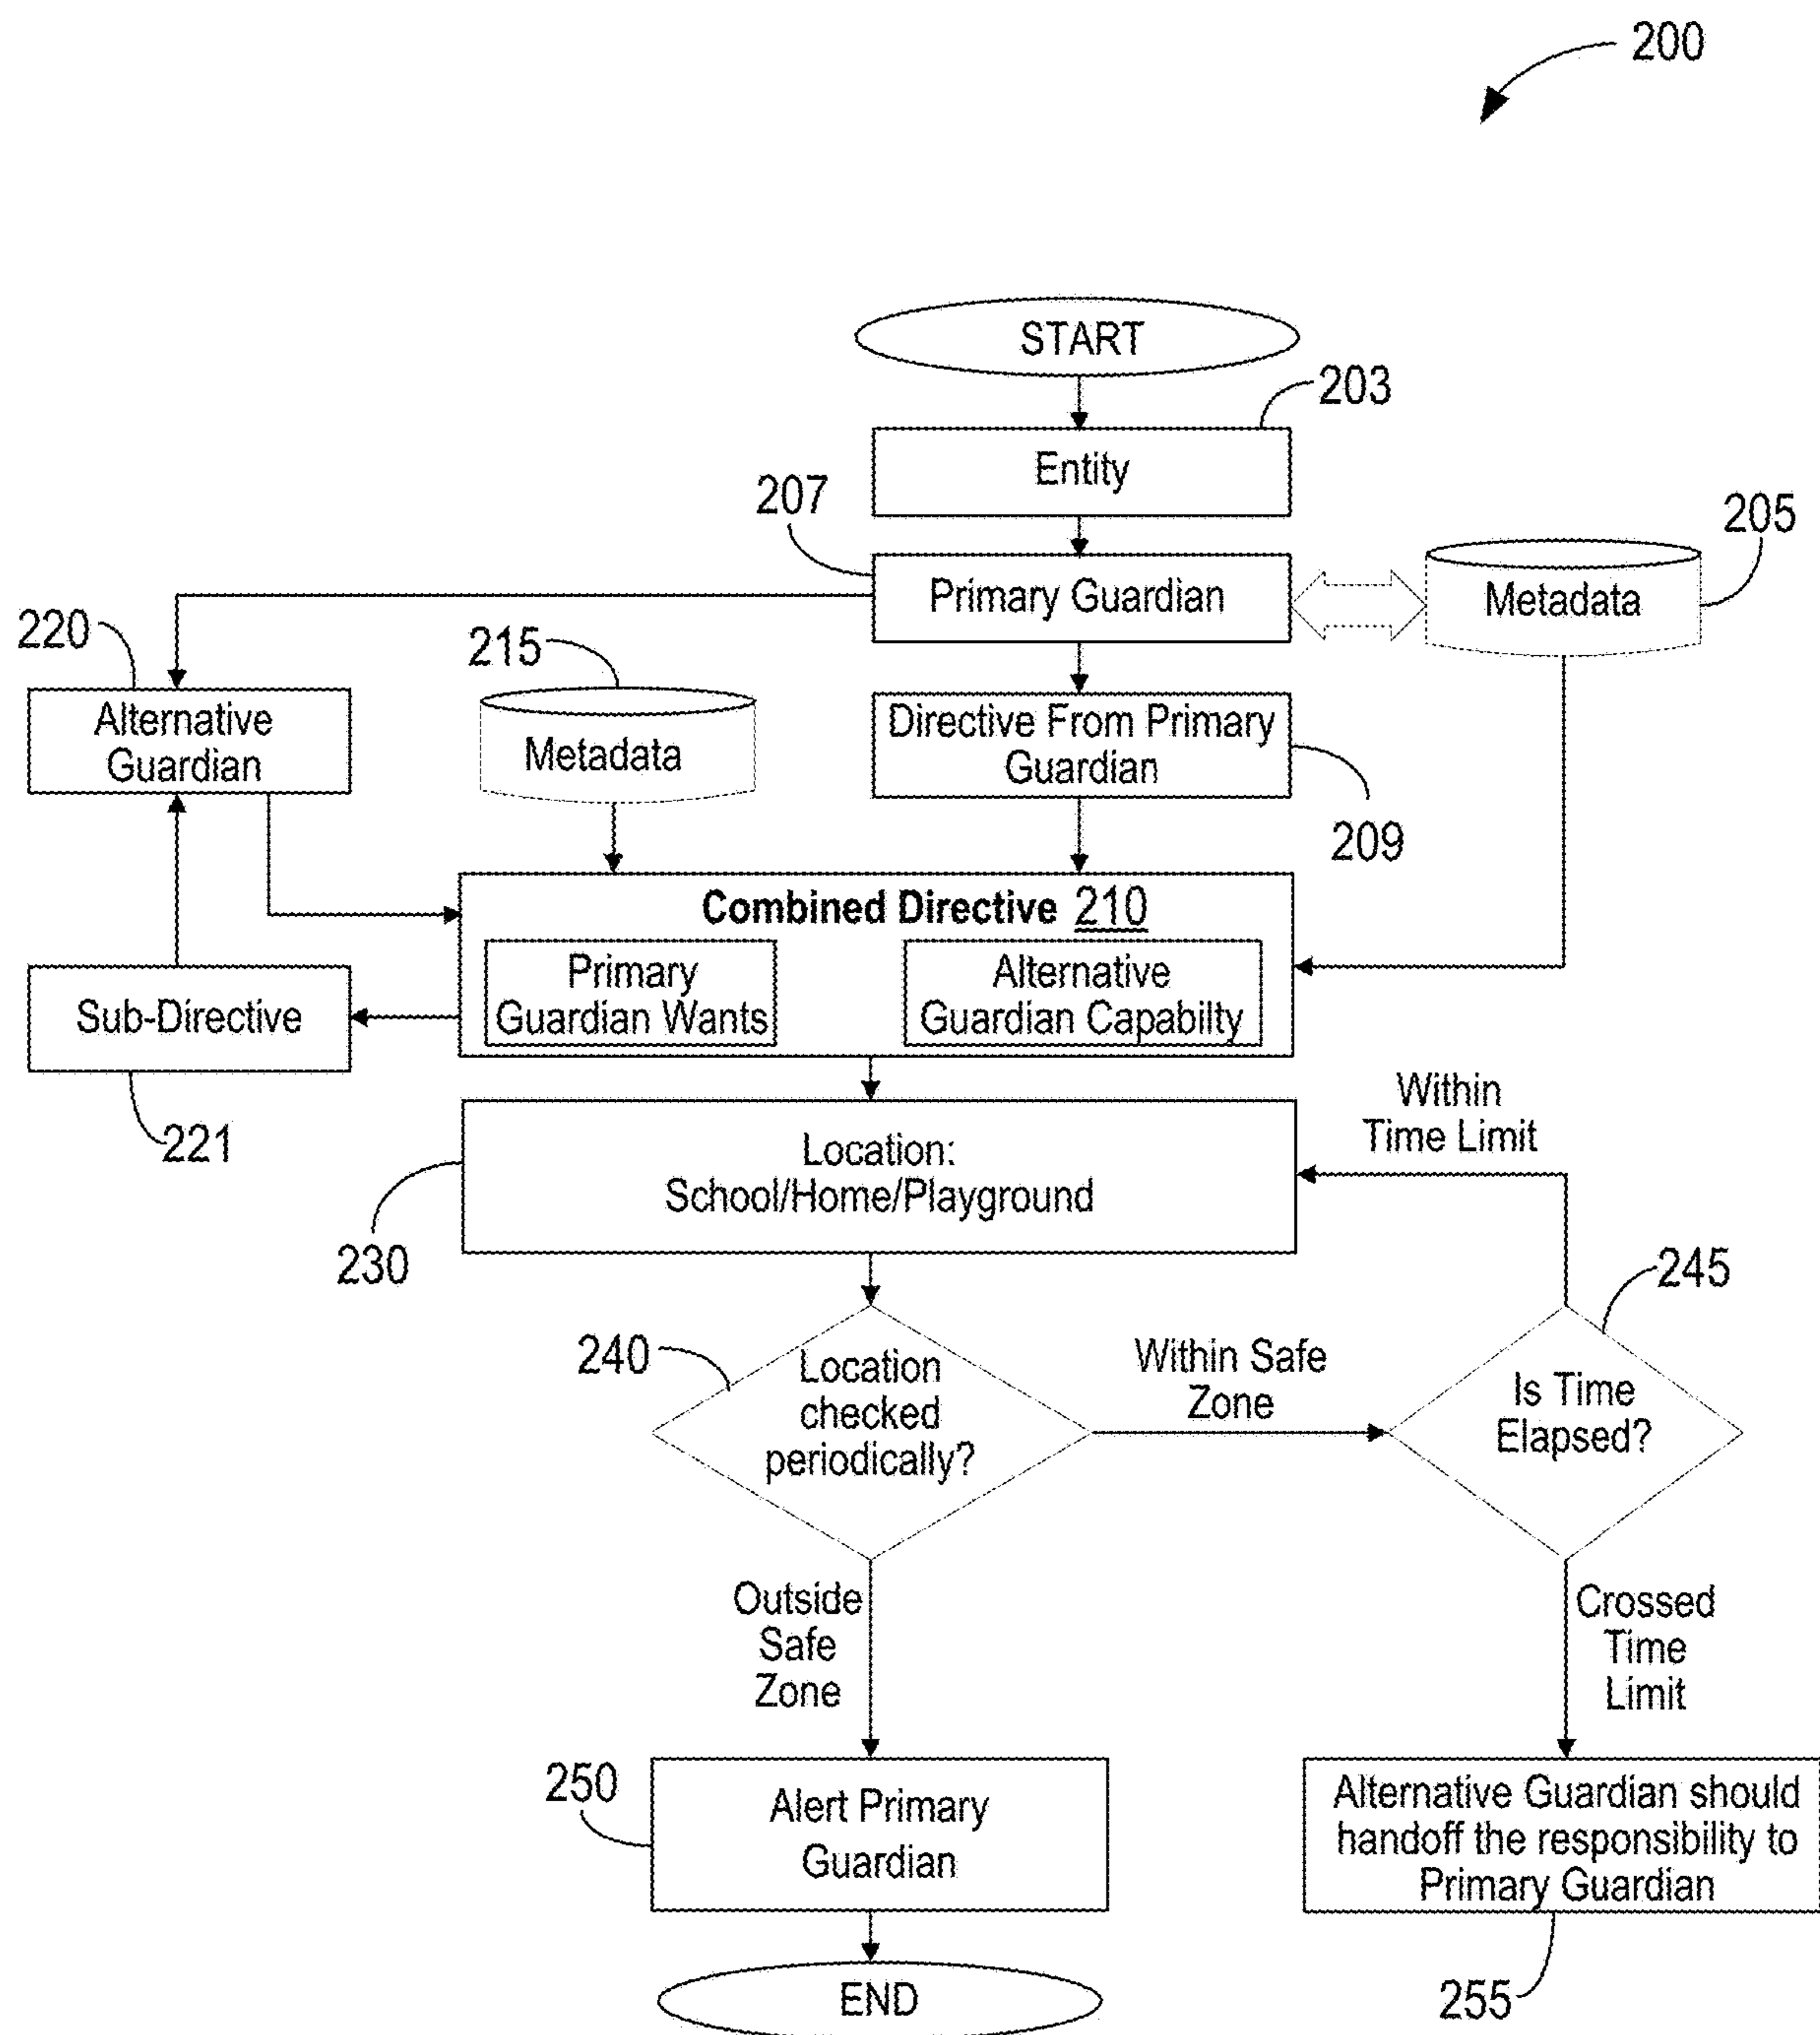 200
START
203
Entity
207
205
Primary Guardian
Metadata
220
215
Alternative
Guardian
Metadata
Directive From Primary
Guardian
209
Combined Directive 210
Primary
Guardian Wants
Alternative
Guardian Capabilty
Sub-Directive
221
Within
Time Limit
Location:
School/Home/Playground
230
245
240
Location
checked
periodically?
Within Safe
Zone
Is Time
Elapsed?
Outside
Safe
Zone
Crossed
Time
Limit
250
Alert Primary
Guardian
Alternative Guardian should
handoff the responsibility to
Primary Guardian
END
255